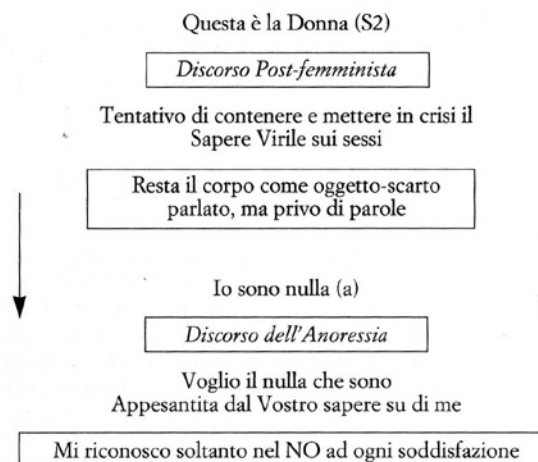 Questa è la Donna (S2)
Discorso Post-femminista
Tentativo di contenere e mettere in crisi il
Sapere Virile sui sessi
Resta il corpo come oggetto-scarto
parlato, ma privo di parole
Io sono nulla (a)
Discorso dell'Anoressia
Voglio il nulla che sono
Appesantita dal Vostro sapere su di me
Mi riconosco soltanto nel NO ad ogni soddisfazione